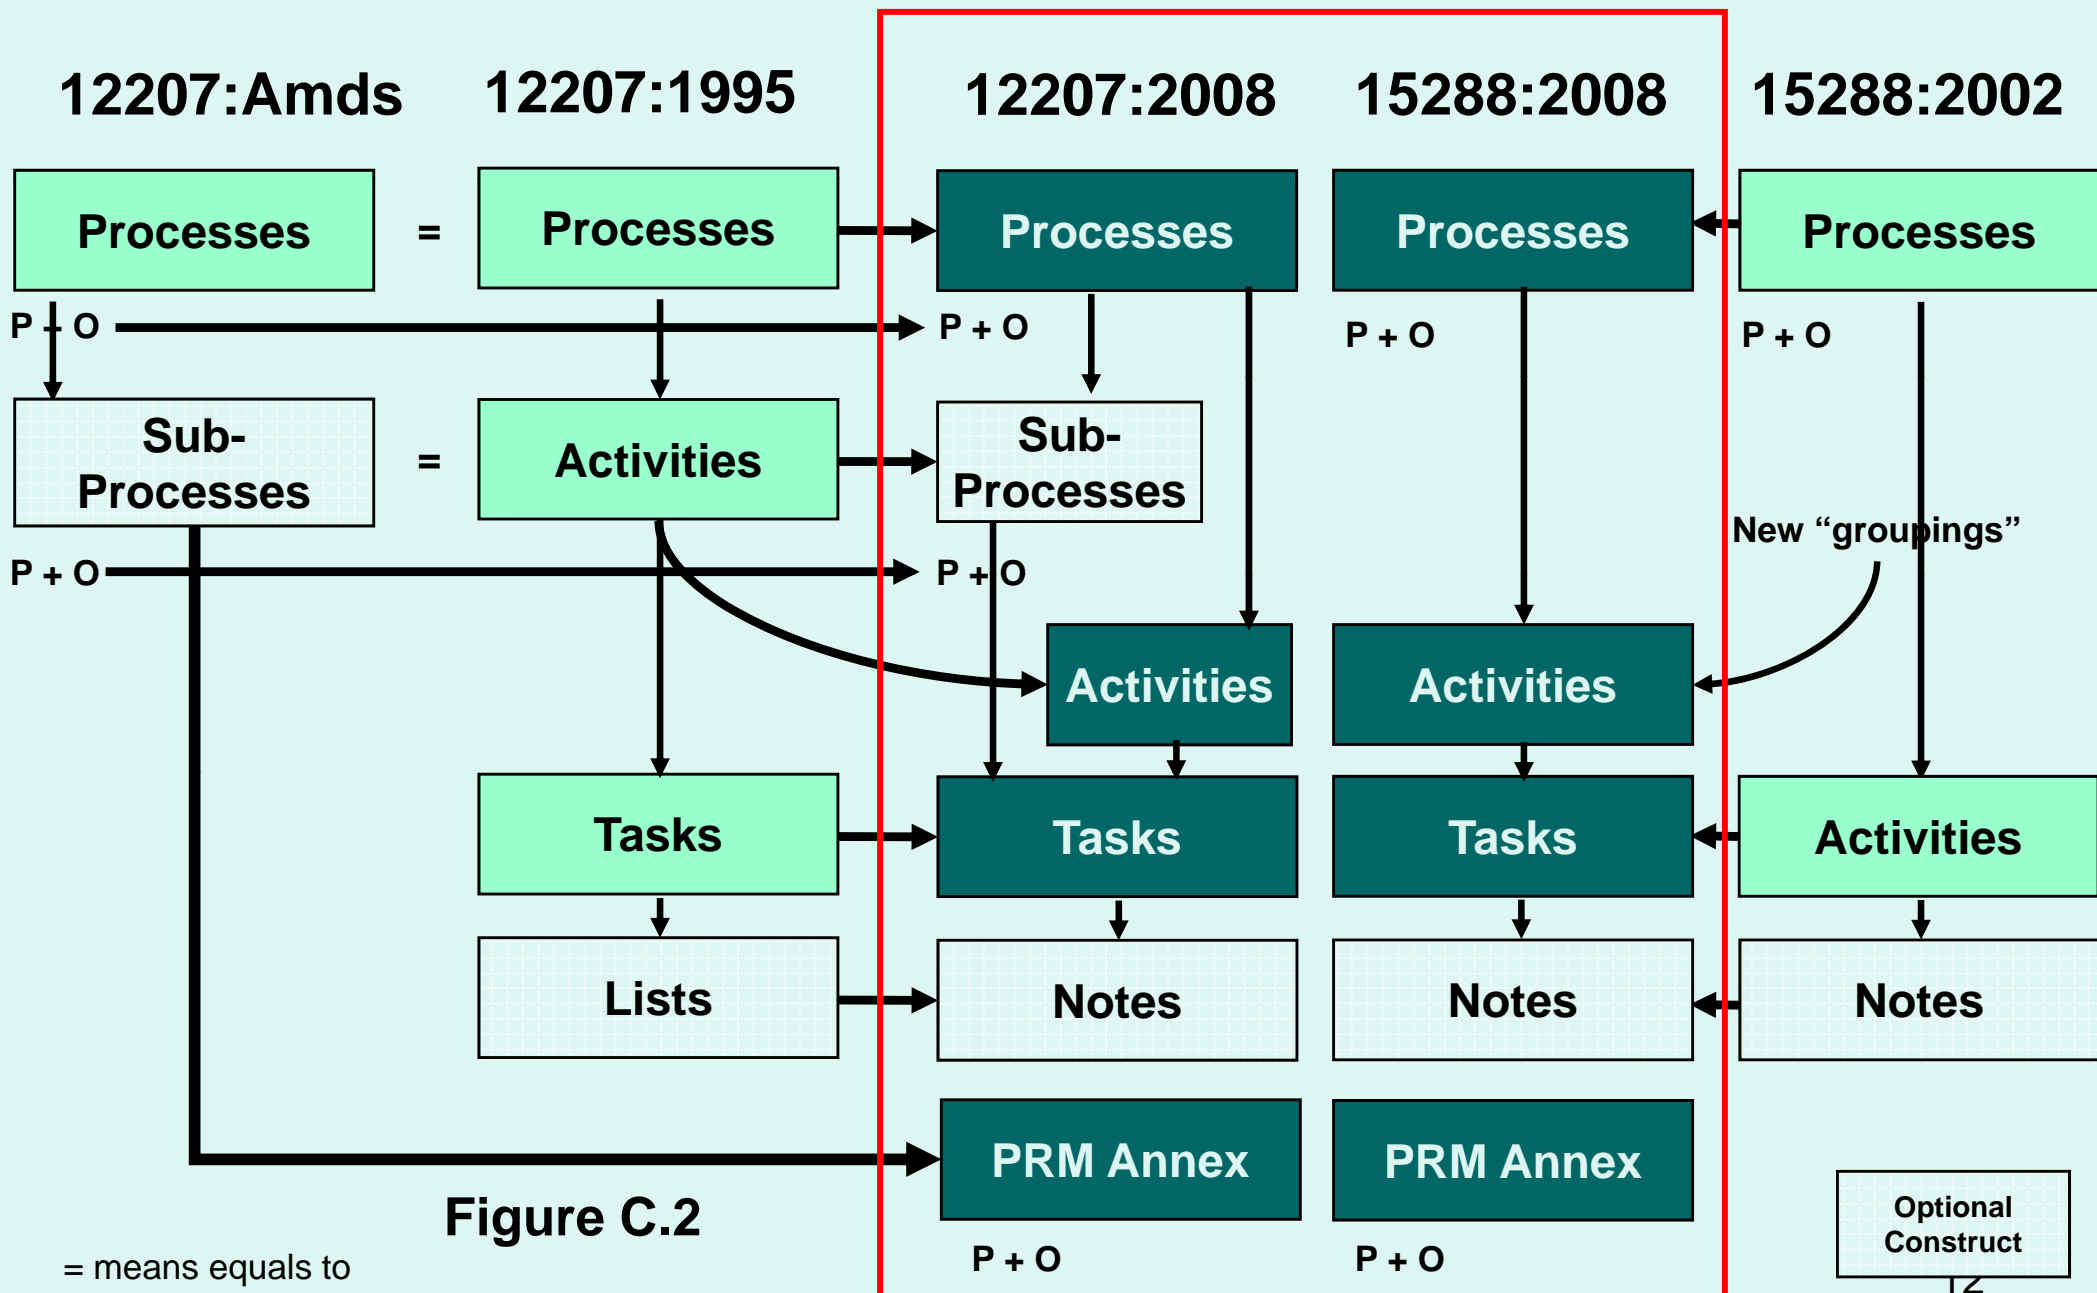 12207:Amds 12207:1995 12207:2008 15288:2008 15288:2002
Processes = Processes Processes Processes Processes
P + O P + O P + O P + O
Sub-
Processes = Activities Sub-
Processes
New “groupings”
P + O P + O
Activities Activities
Tasks Tasks Tasks Activities
Lists Notes Notes Notes
PRM Annex PRM Annex
Figure C.2
Optional
Construct
P + O P + O
= means equals to
12